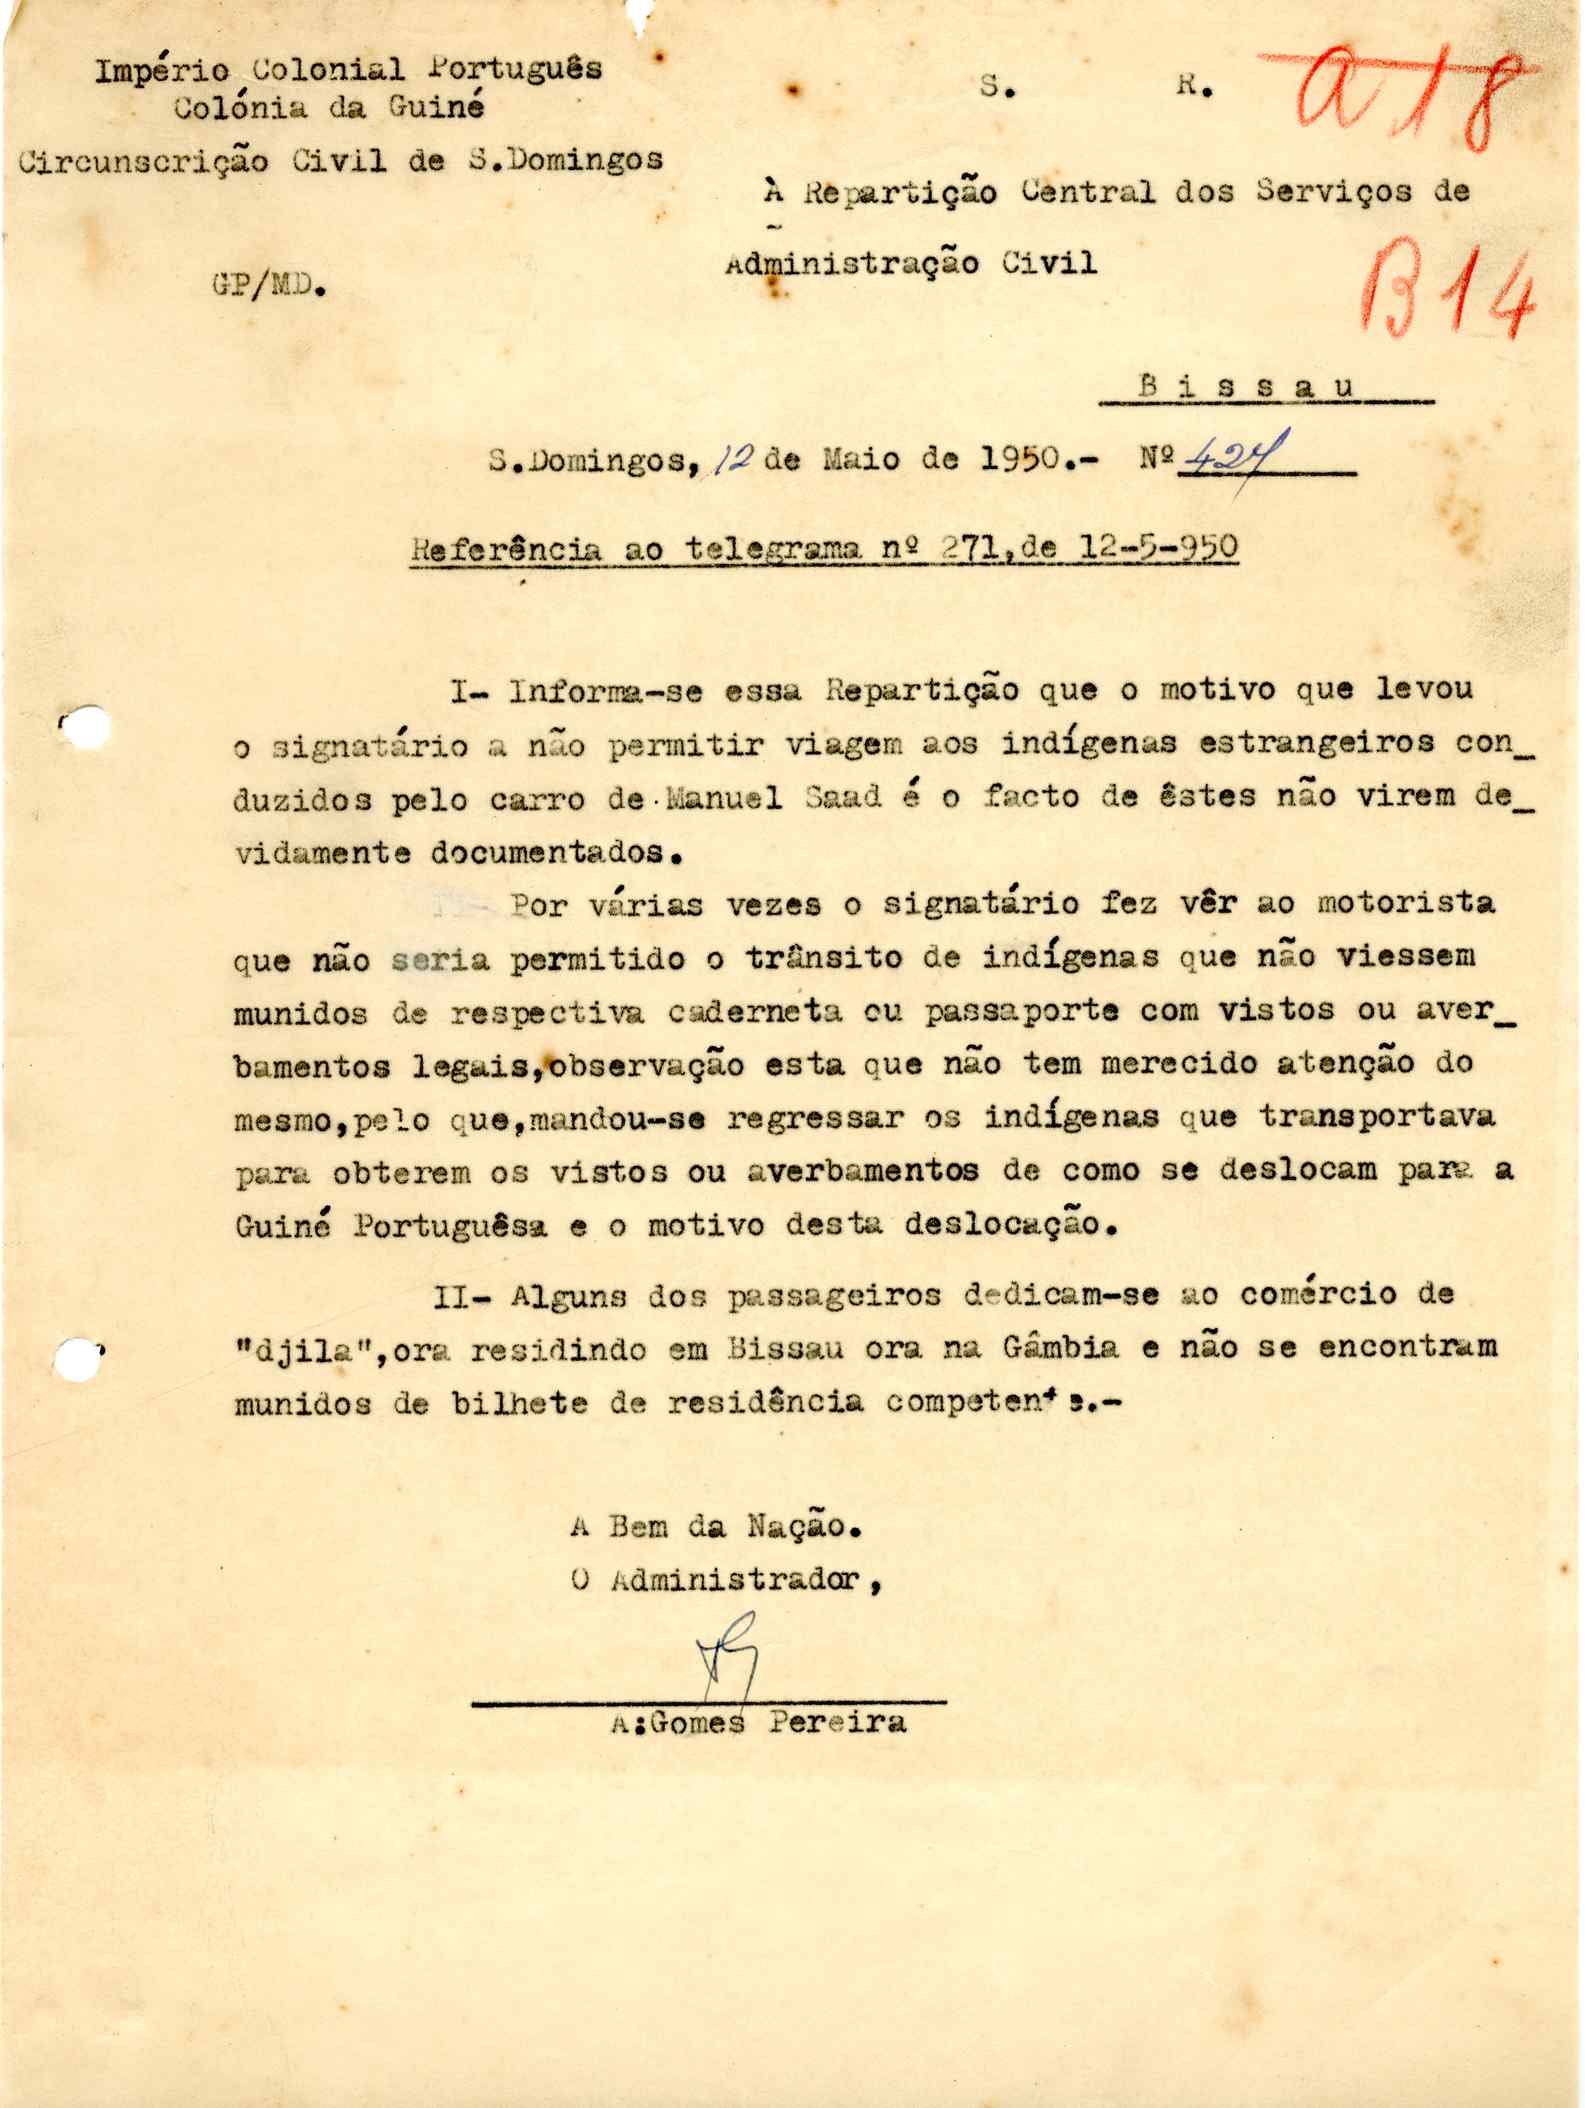 Império Colonial Português
Colónia da Guiné
Circunscrição Civil de S.Domingos
S. R.
A18
À Repartição Central dos Serviços de
Administração Civil
GP/MD.
B14
Bissau
S.Domingos, 12 de Maio de 1950.- Nº 427
Referência ao telegrama nº 271,de 12-5-950
I- Informa-se essa Repartição que o motivo que levou
o signatário a não permitir viagem aos indígenas estrangeiros con_
duzidos pelo carro de Manuel Saad é o facto de êstes não virem de_
vidamente documentados.
Por várias vezes o signatário fez vêr ao motorista
que não seria permitido o trânsito de indígenas que não viessem
munidos de respectiva caderneta ou passaporte com vistos ou aver_
bamentos legais,observação esta que não tem merecido atenção do
mesmo,pelo que,mandou-se regressar os indígenas que transportava
para obterem os vistos ou averbamentos de como se deslocam para a
Guiné Portuguêsa e o motivo desta deslocação.
II- Alguns dos passageiros dedicam-se ao comércio de
"djila",ora residindo em Bissau ora na Gâmbia e não se encontram
munidos de bilhete de residência competente.-
A Bem da Nação.
O Administrador,
A:Gomes Pereira